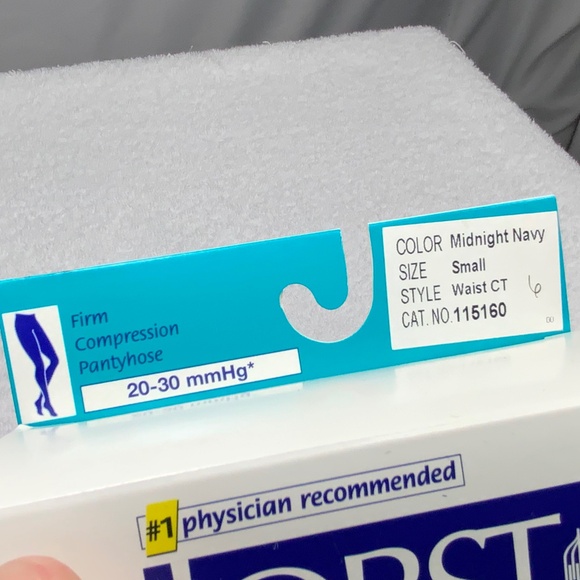 COLOR Midnight Navy
SIZE Small
STYLE Waist CT
6
CAT. NO. 115160
Firm
Compression
Pantyhose
20-30 mmHg*
#1 physician recommended